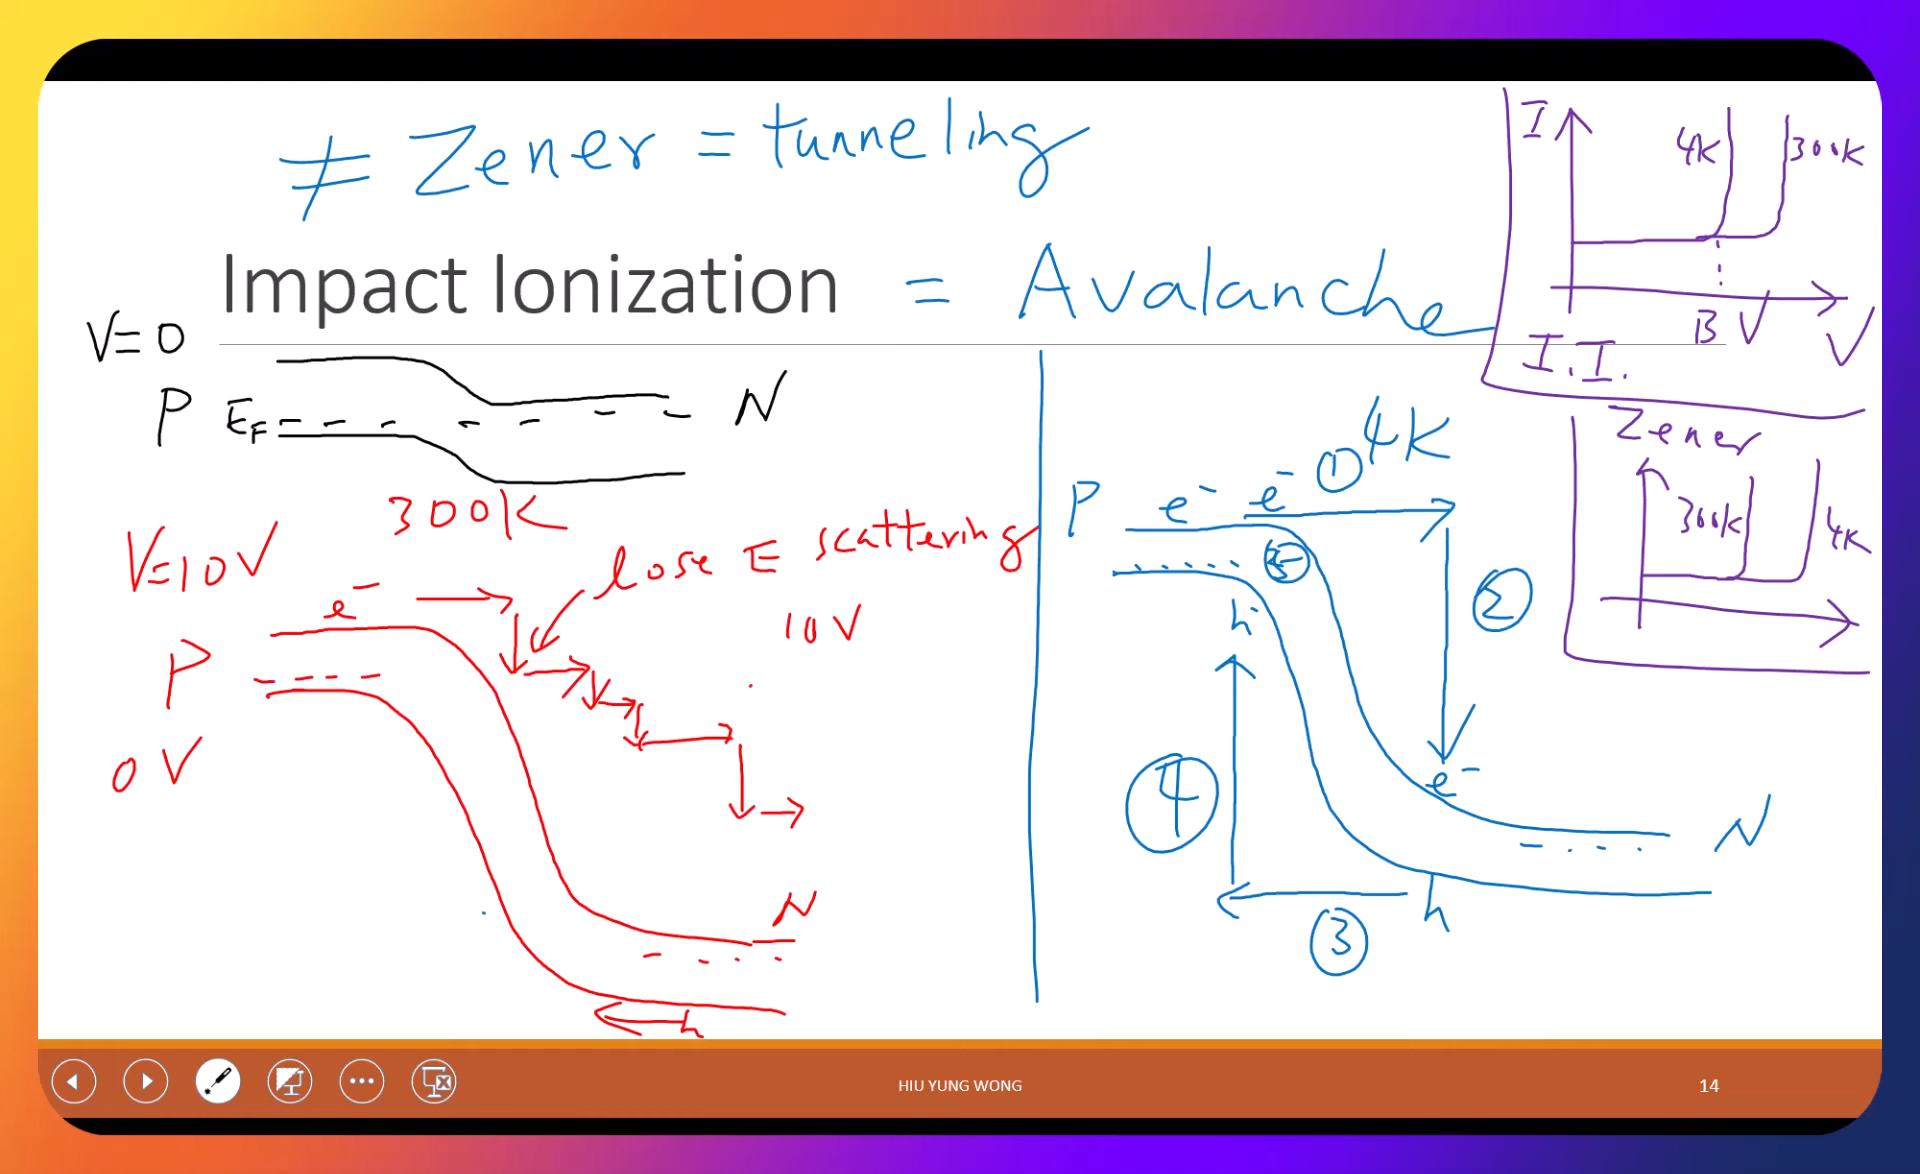 ≠ Zener = tunneling
Impact Ionization = Avalanche
V=0
P EF N
300K
V=10V
lose E scattering
e⁻
10V
P
0V
N
h
4K
P e⁻ e⁻ ①
②
h
④
e⁻
N
③ h
I 4K 300K
BV V
I.I.
Zener
300K 4K
HIU YUNG WONG
14